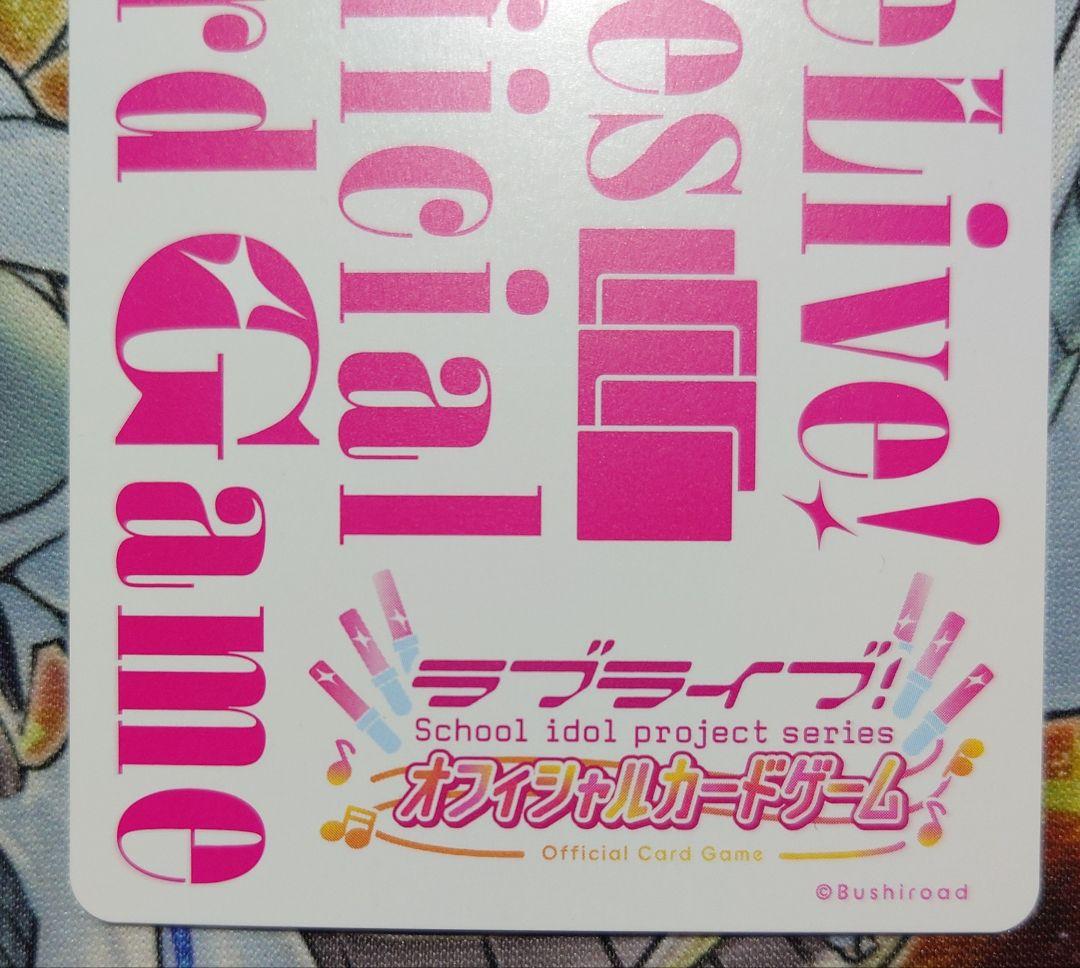 eLive!
es
icial
rd Game
ラブライブ!
School idol project series
オフィシャルカードゲーム
Official Card Game
©Bushiroad